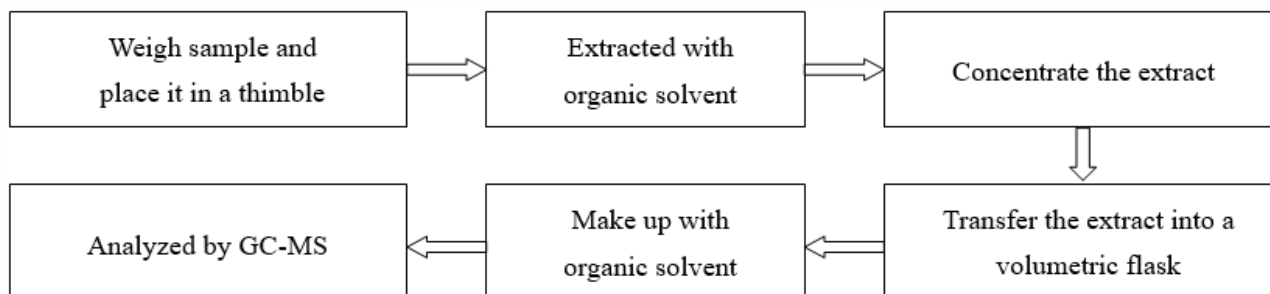 Weigh sample and
place it in a thimble
Extracted with
organic solvent
Concentrate the extract
Transfer the extract into a
volumetric flask
Make up with
organic solvent
Analyzed by GC-MS